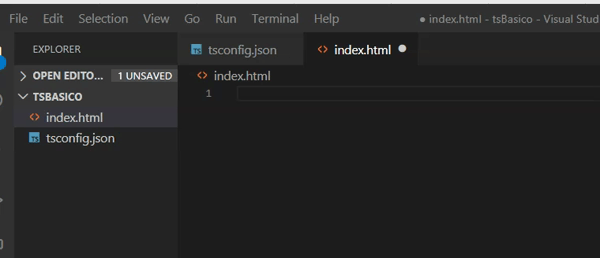 File Edit Selection View Go Run Terminal Help ● index.html - tsBasico - Visual Stud
EXPLORER
tsconfig.json
index.html
OPEN EDITO... 1 UNSAVED
index.html
TSBASICO
1
index.html
tsconfig.json